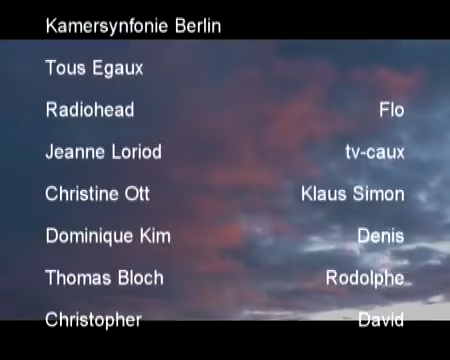 Kamersynfonie Berlin
Tous Egaux
Radiohead Flo
Jeanne Loriod tv-caux
Christine Ott Klaus Simon
Dominique Kim Denis
Thomas Bloch Rodolphe
Christopher David